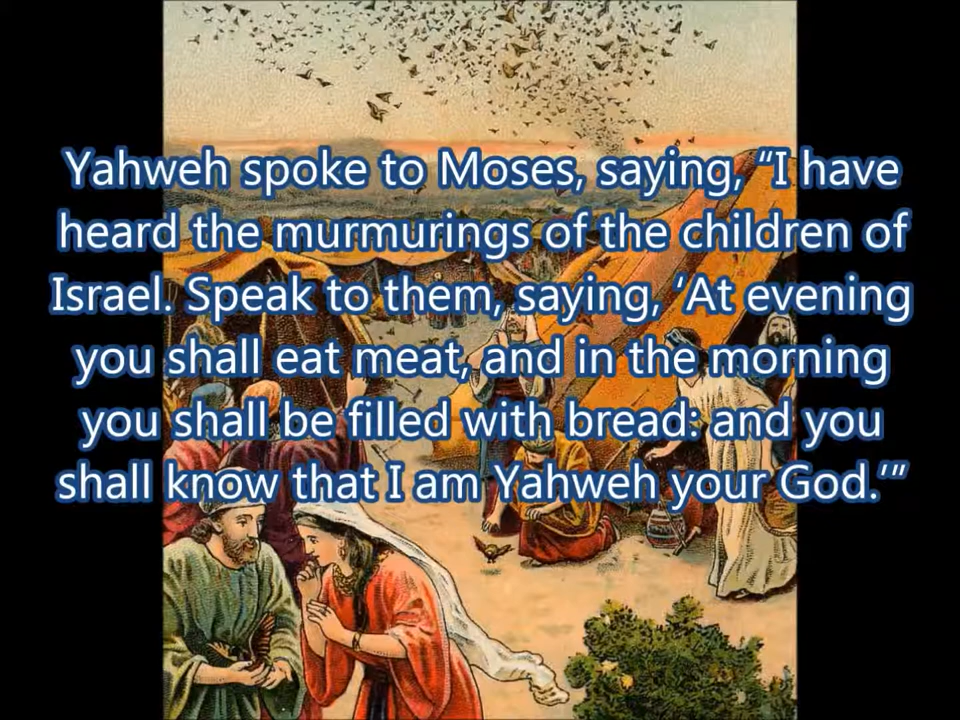 Yahweh spoke to Moses, saying, “I have
heard the murmurings of the children of
Israel. Speak to them, saying, ‘At evening
you shall eat meat, and in the morning
you shall be filled with bread: and you
shall know that I am Yahweh your God.’”